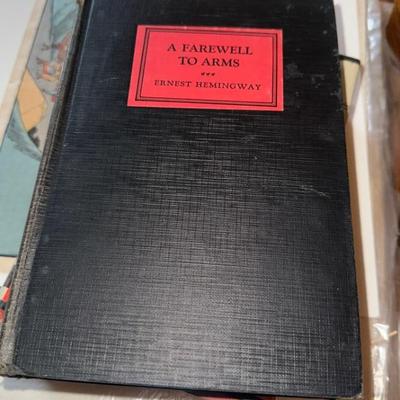 A FAREWELL
TO ARMS
ERNEST HEMINGWAY